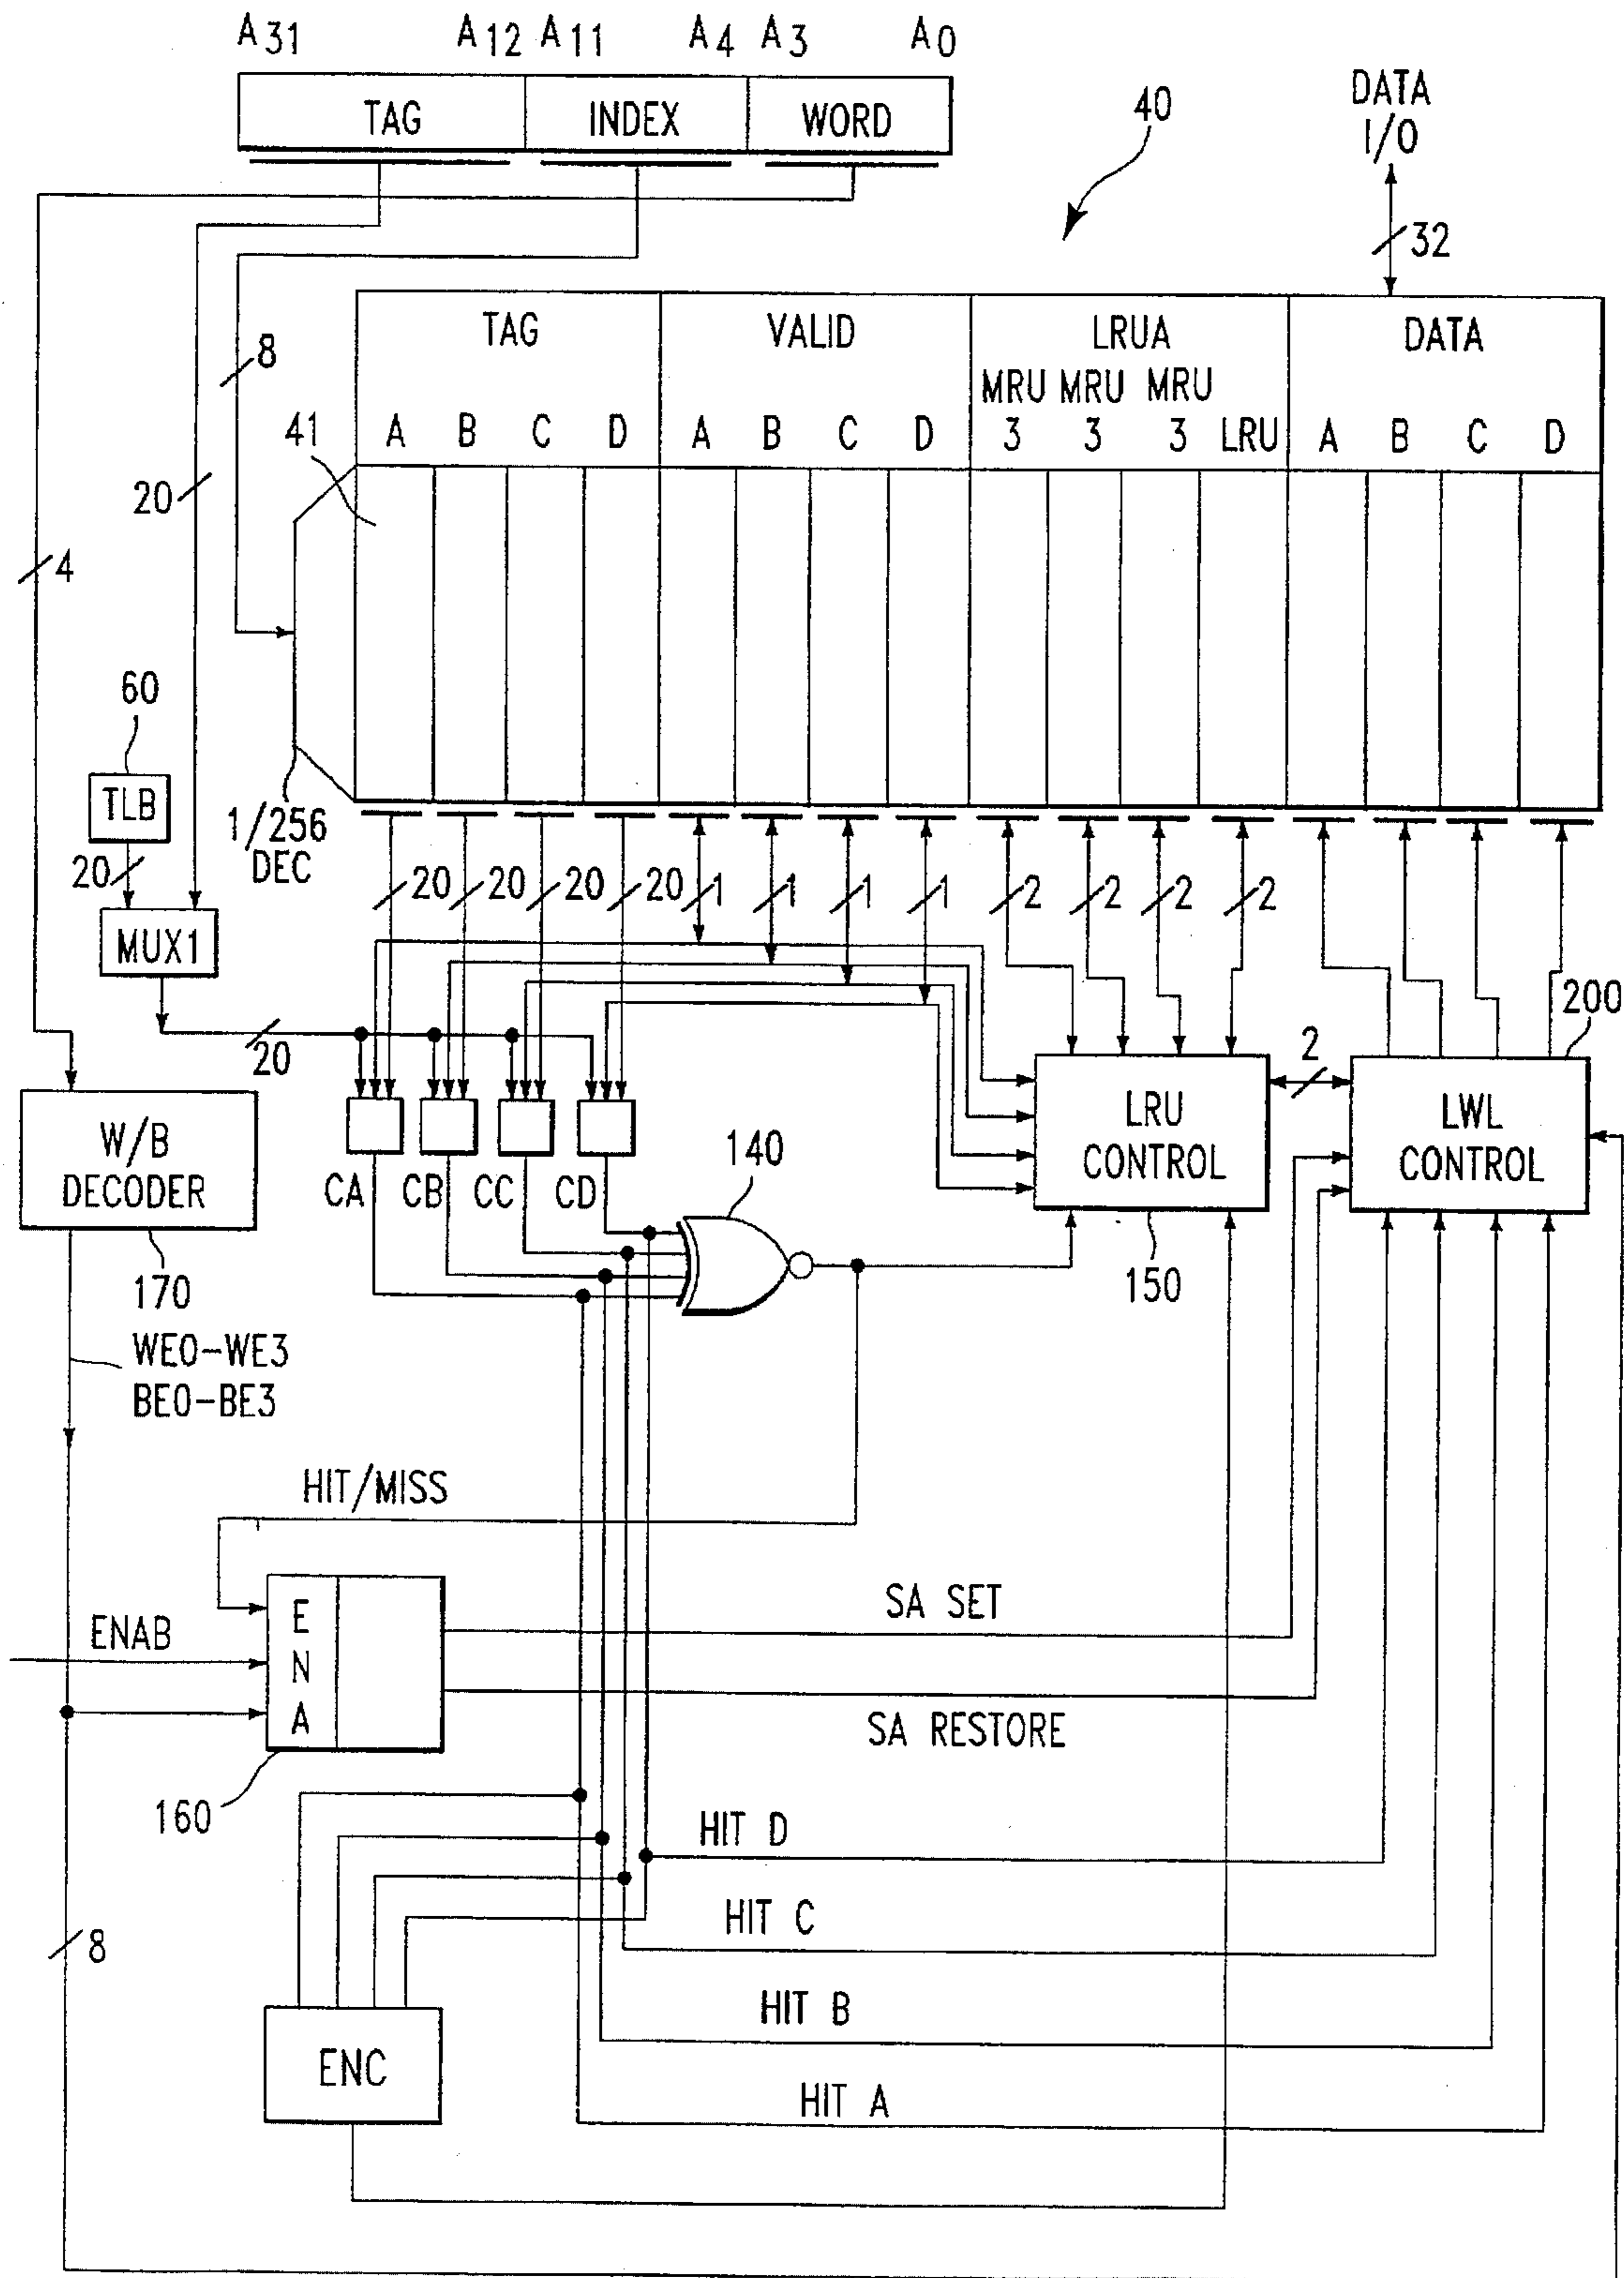 A31 A12 A11 A4 A3 A0
TAG INDEX WORD
40
DATA
I/O
32
TAG VALID LRUA DATA
MRU MRU MRU
8
41
A B C D A B C D 3 3 3 LRU A B C D
20
4
60
TLB
1/256
DEC
20
20 20 20 20 1 1 1 1 2 2 2 2
MUX1
20
200
2
W/B
DECODER
LRU
CONTROL
LWL
CONTROL
CA CB CC CD
140
170
150
WE0-WE3
BE0-BE3
HIT/MISS
E
N
A
ENAB
SA SET
SA RESTORE
160
HIT D
HIT C
8
HIT B
ENC
HIT A